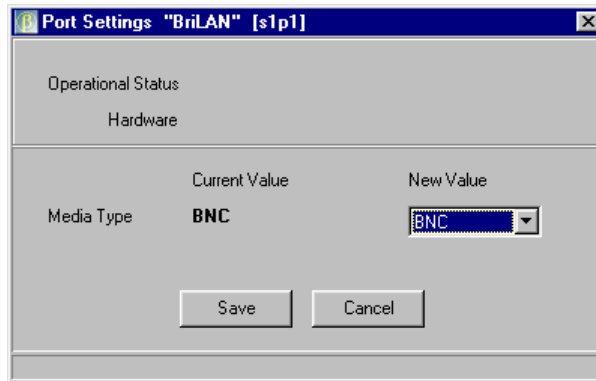 β Port Settings "BriLAN" [s1p1]
Operational Status
Hardware
Current Value New Value
Media Type BNC BNC
Save Cancel